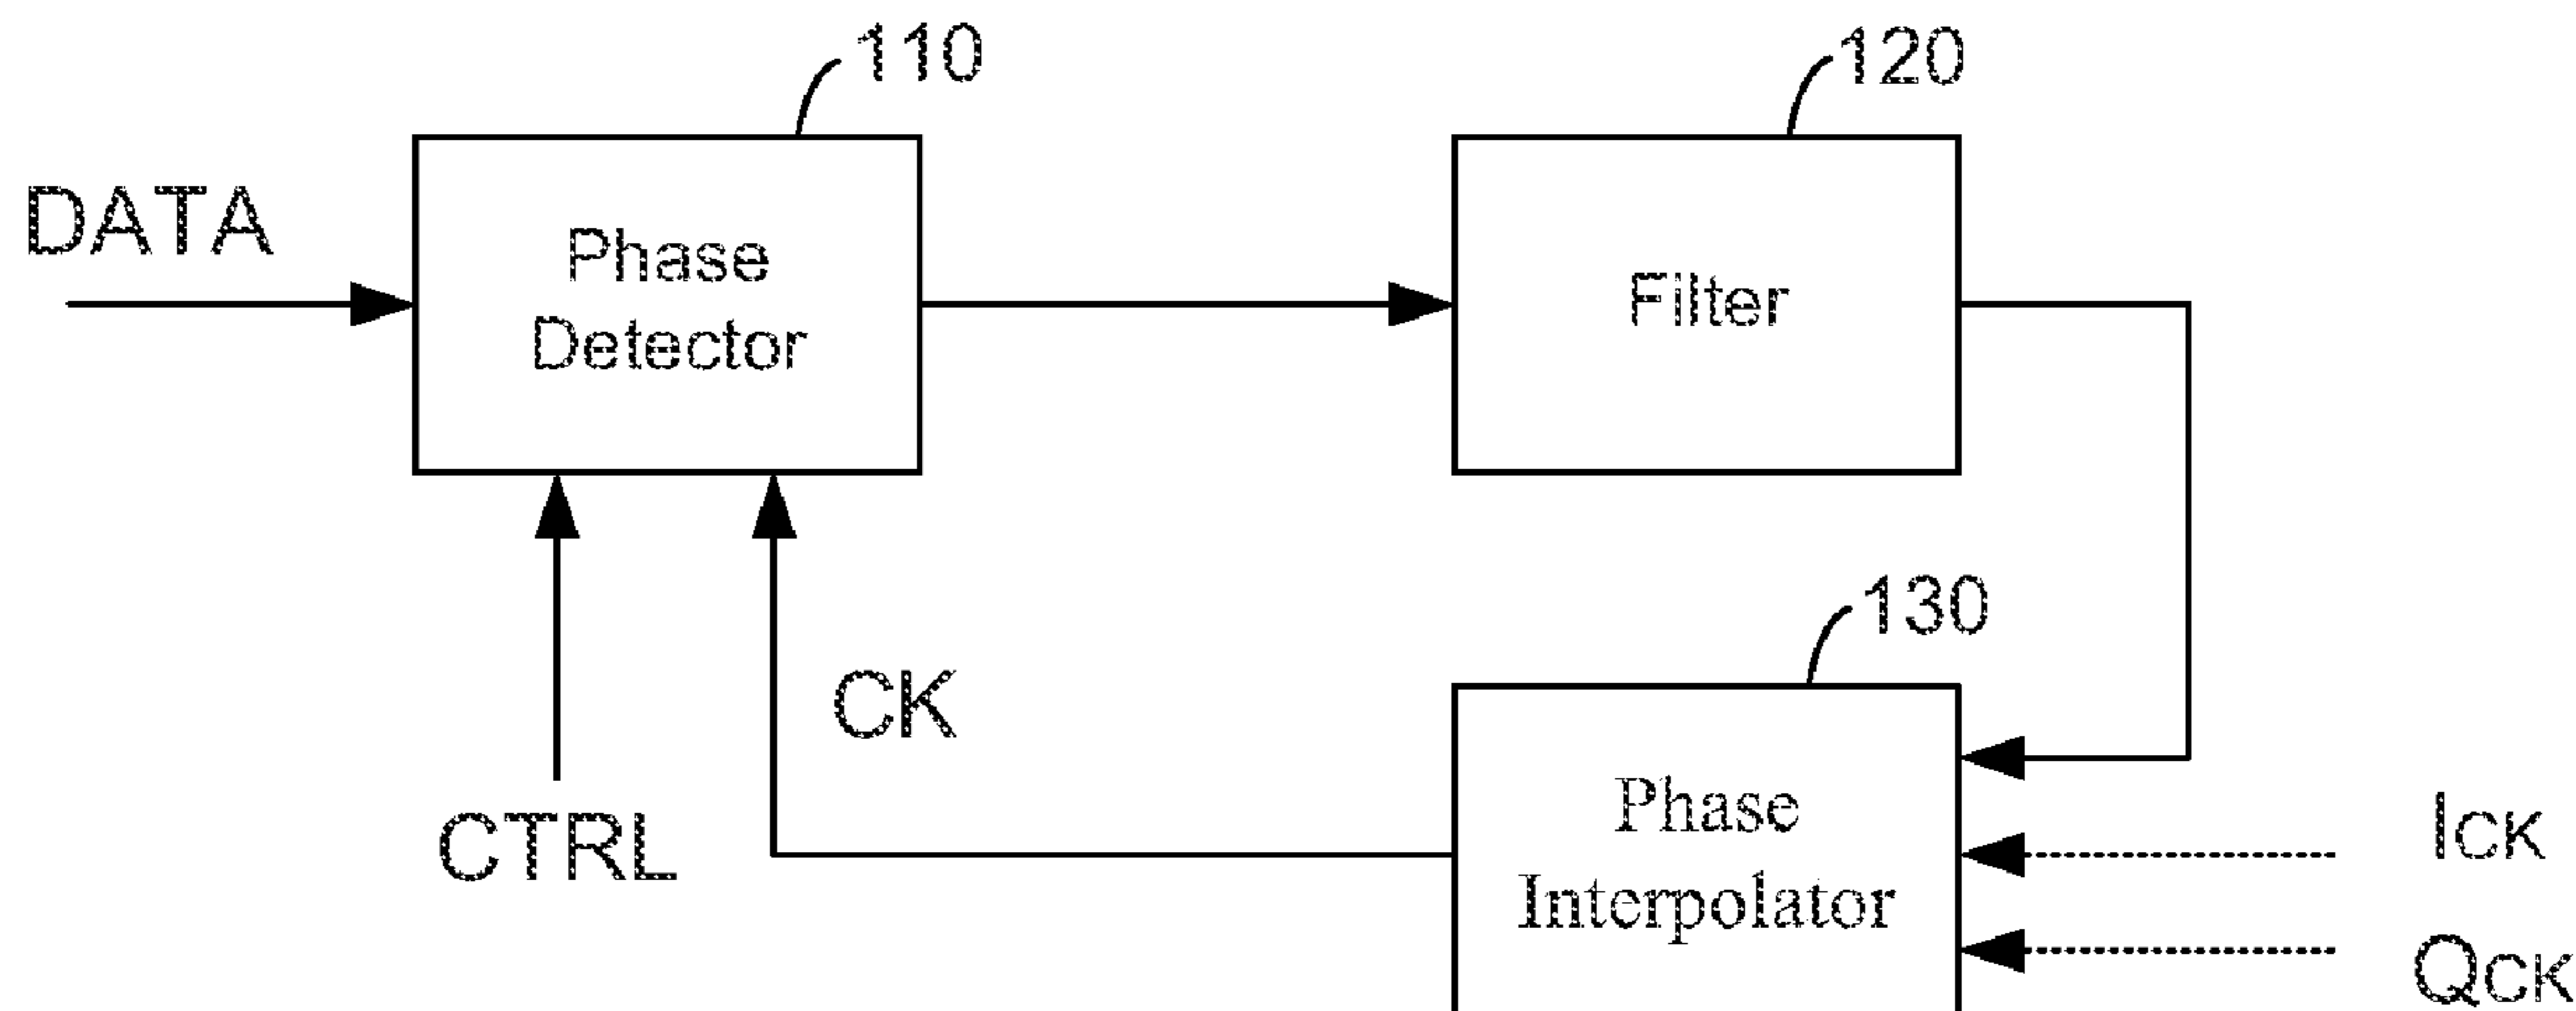 110
120
DATA
Phase
Detector
Filter
130
CK
CTRL
Phase
Interpolator
ICK
QCK